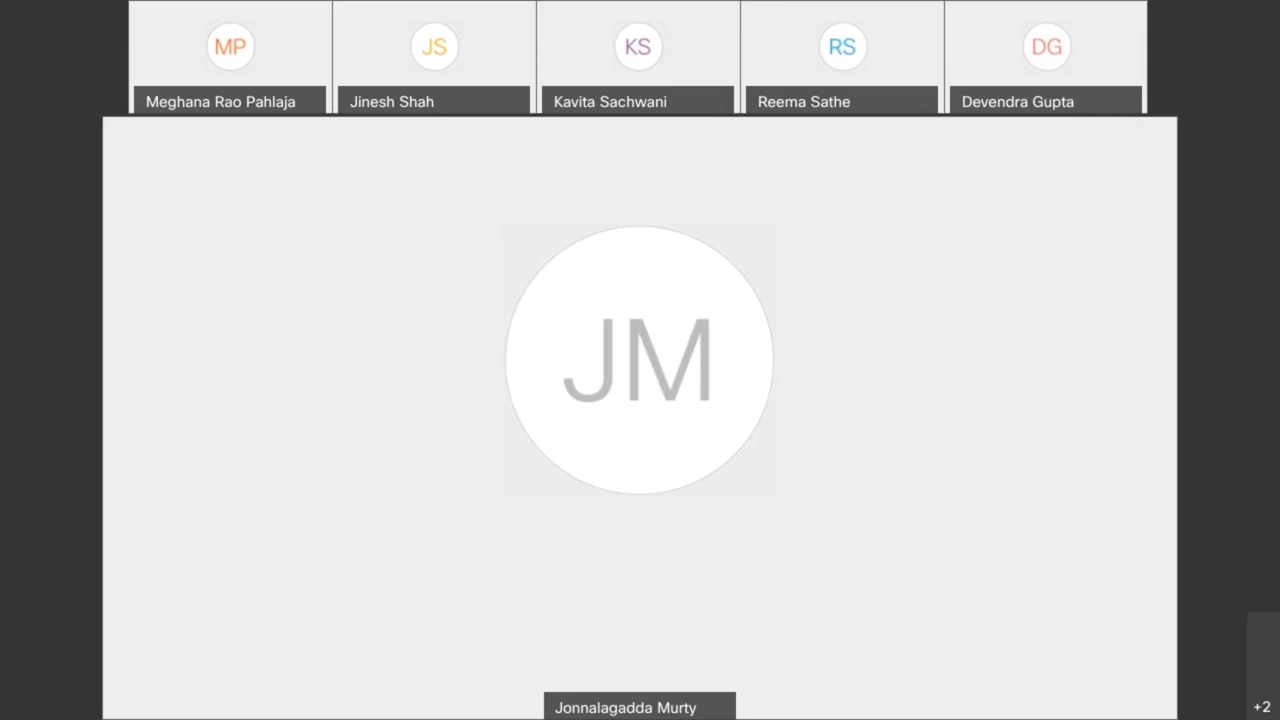 MP
JS
KS
RS
DG
Meghana Rao Pahlaja
Jinesh Shah
Kavita Sachwani
Reema Sathe
Devendra Gupta
JM
Jonnalagadda Murty
+2